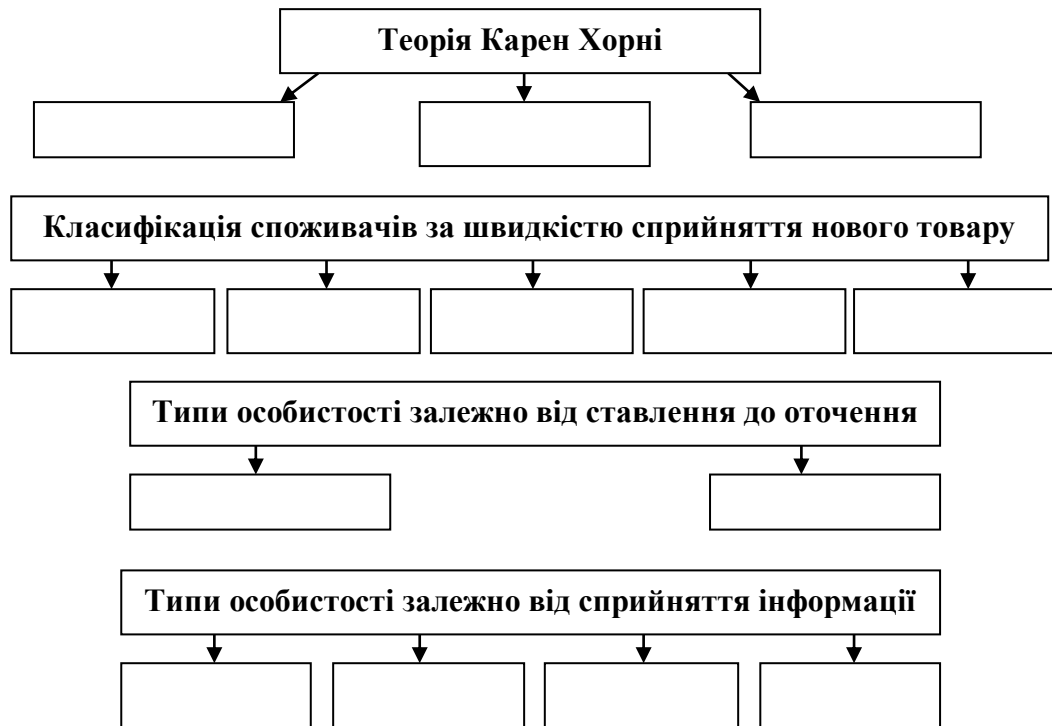 Теорія Карен Хорні
Класифікація споживачів за швидкістю сприйняття нового товару
Типи особистості залежно від ставлення до оточення
Типи особистості залежно від сприйняття інформації